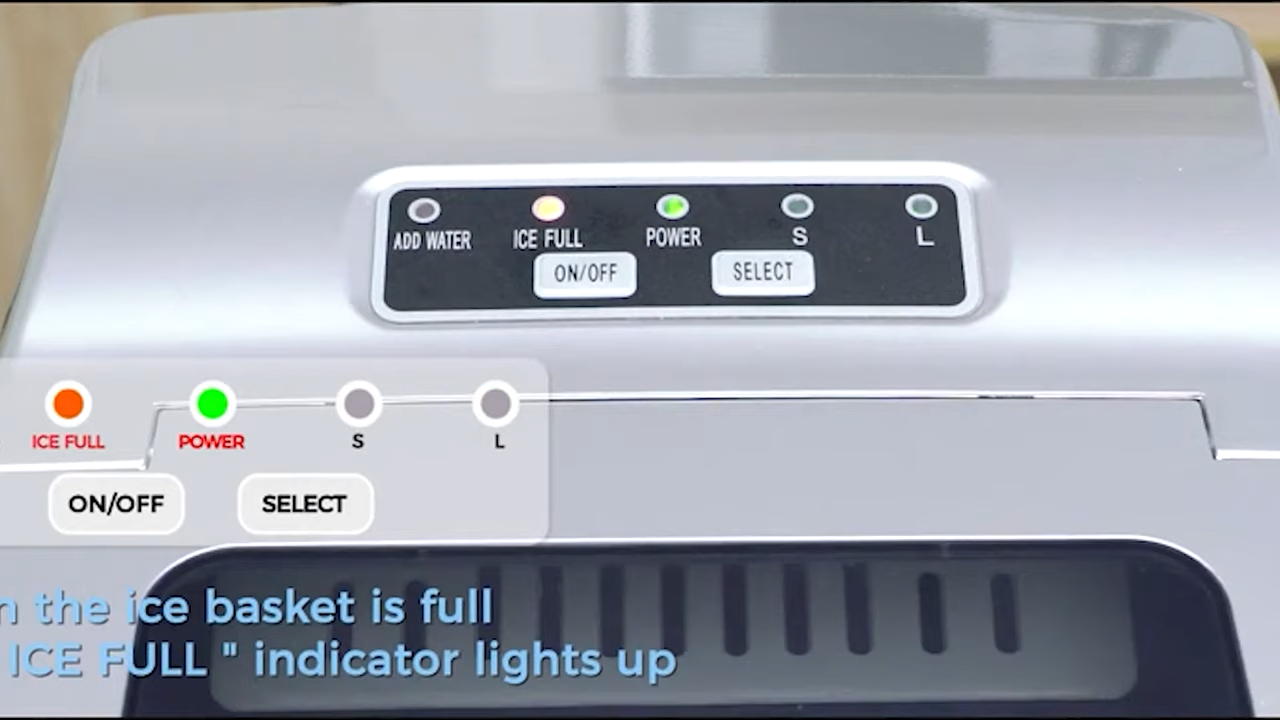 ADD WATER ICE FULL POWER S L
ON/OFF SELECT
ICE FULL POWER S L
ON/OFF SELECT
the ice basket is full
ICE FULL " indicator lights up